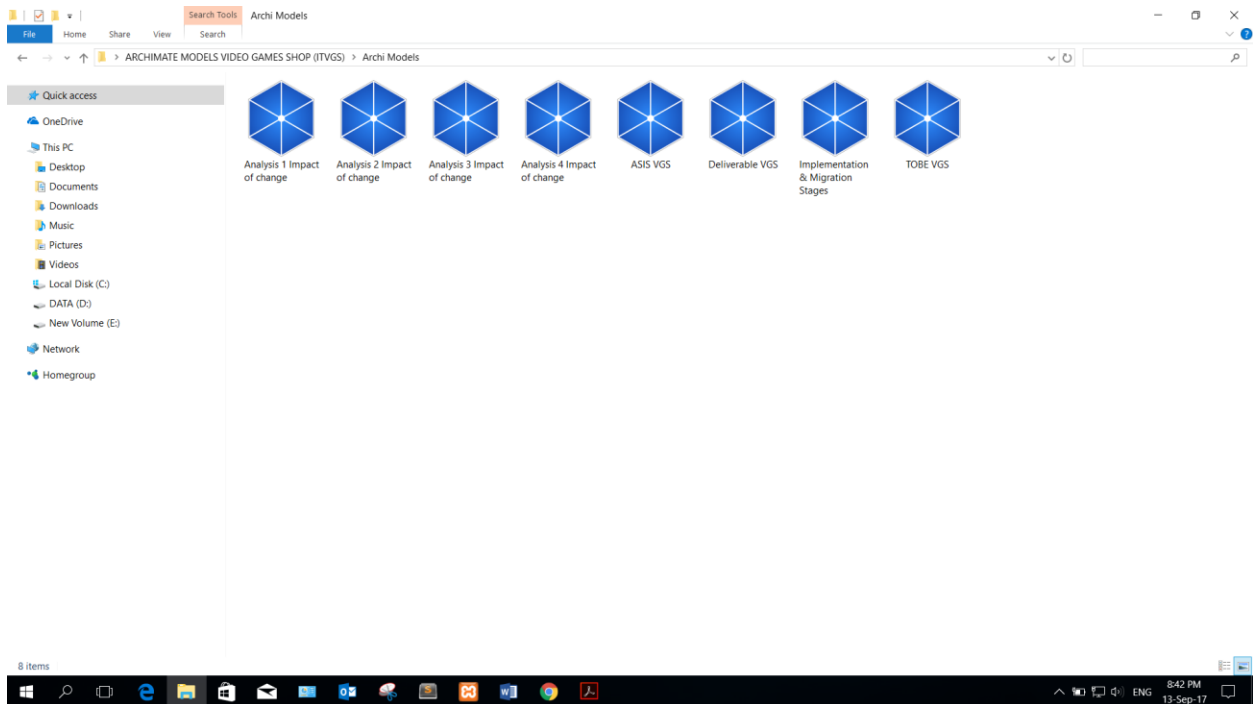 Search Tools Archi Models
File Home Share View Search
> ARCHIMATE MODELS VIDEO GAMES SHOP (ITVGS) > Archi Models
Quick access
OneDrive
This PC
Desktop
Documents
Downloads
Music
Pictures
Videos
Local Disk (C:)
DATA (D:)
New Volume (E:)
Network
Homegroup
Analysis 1 Impact
of change
Analysis 2 Impact
of change
Analysis 3 Impact
of change
Analysis 4 Impact
of change
ASIS VGS
Deliverable VGS
Implementation
& Migration
Stages
TOBE VGS
8 items
ENG
8:42 PM
13-Sep-17